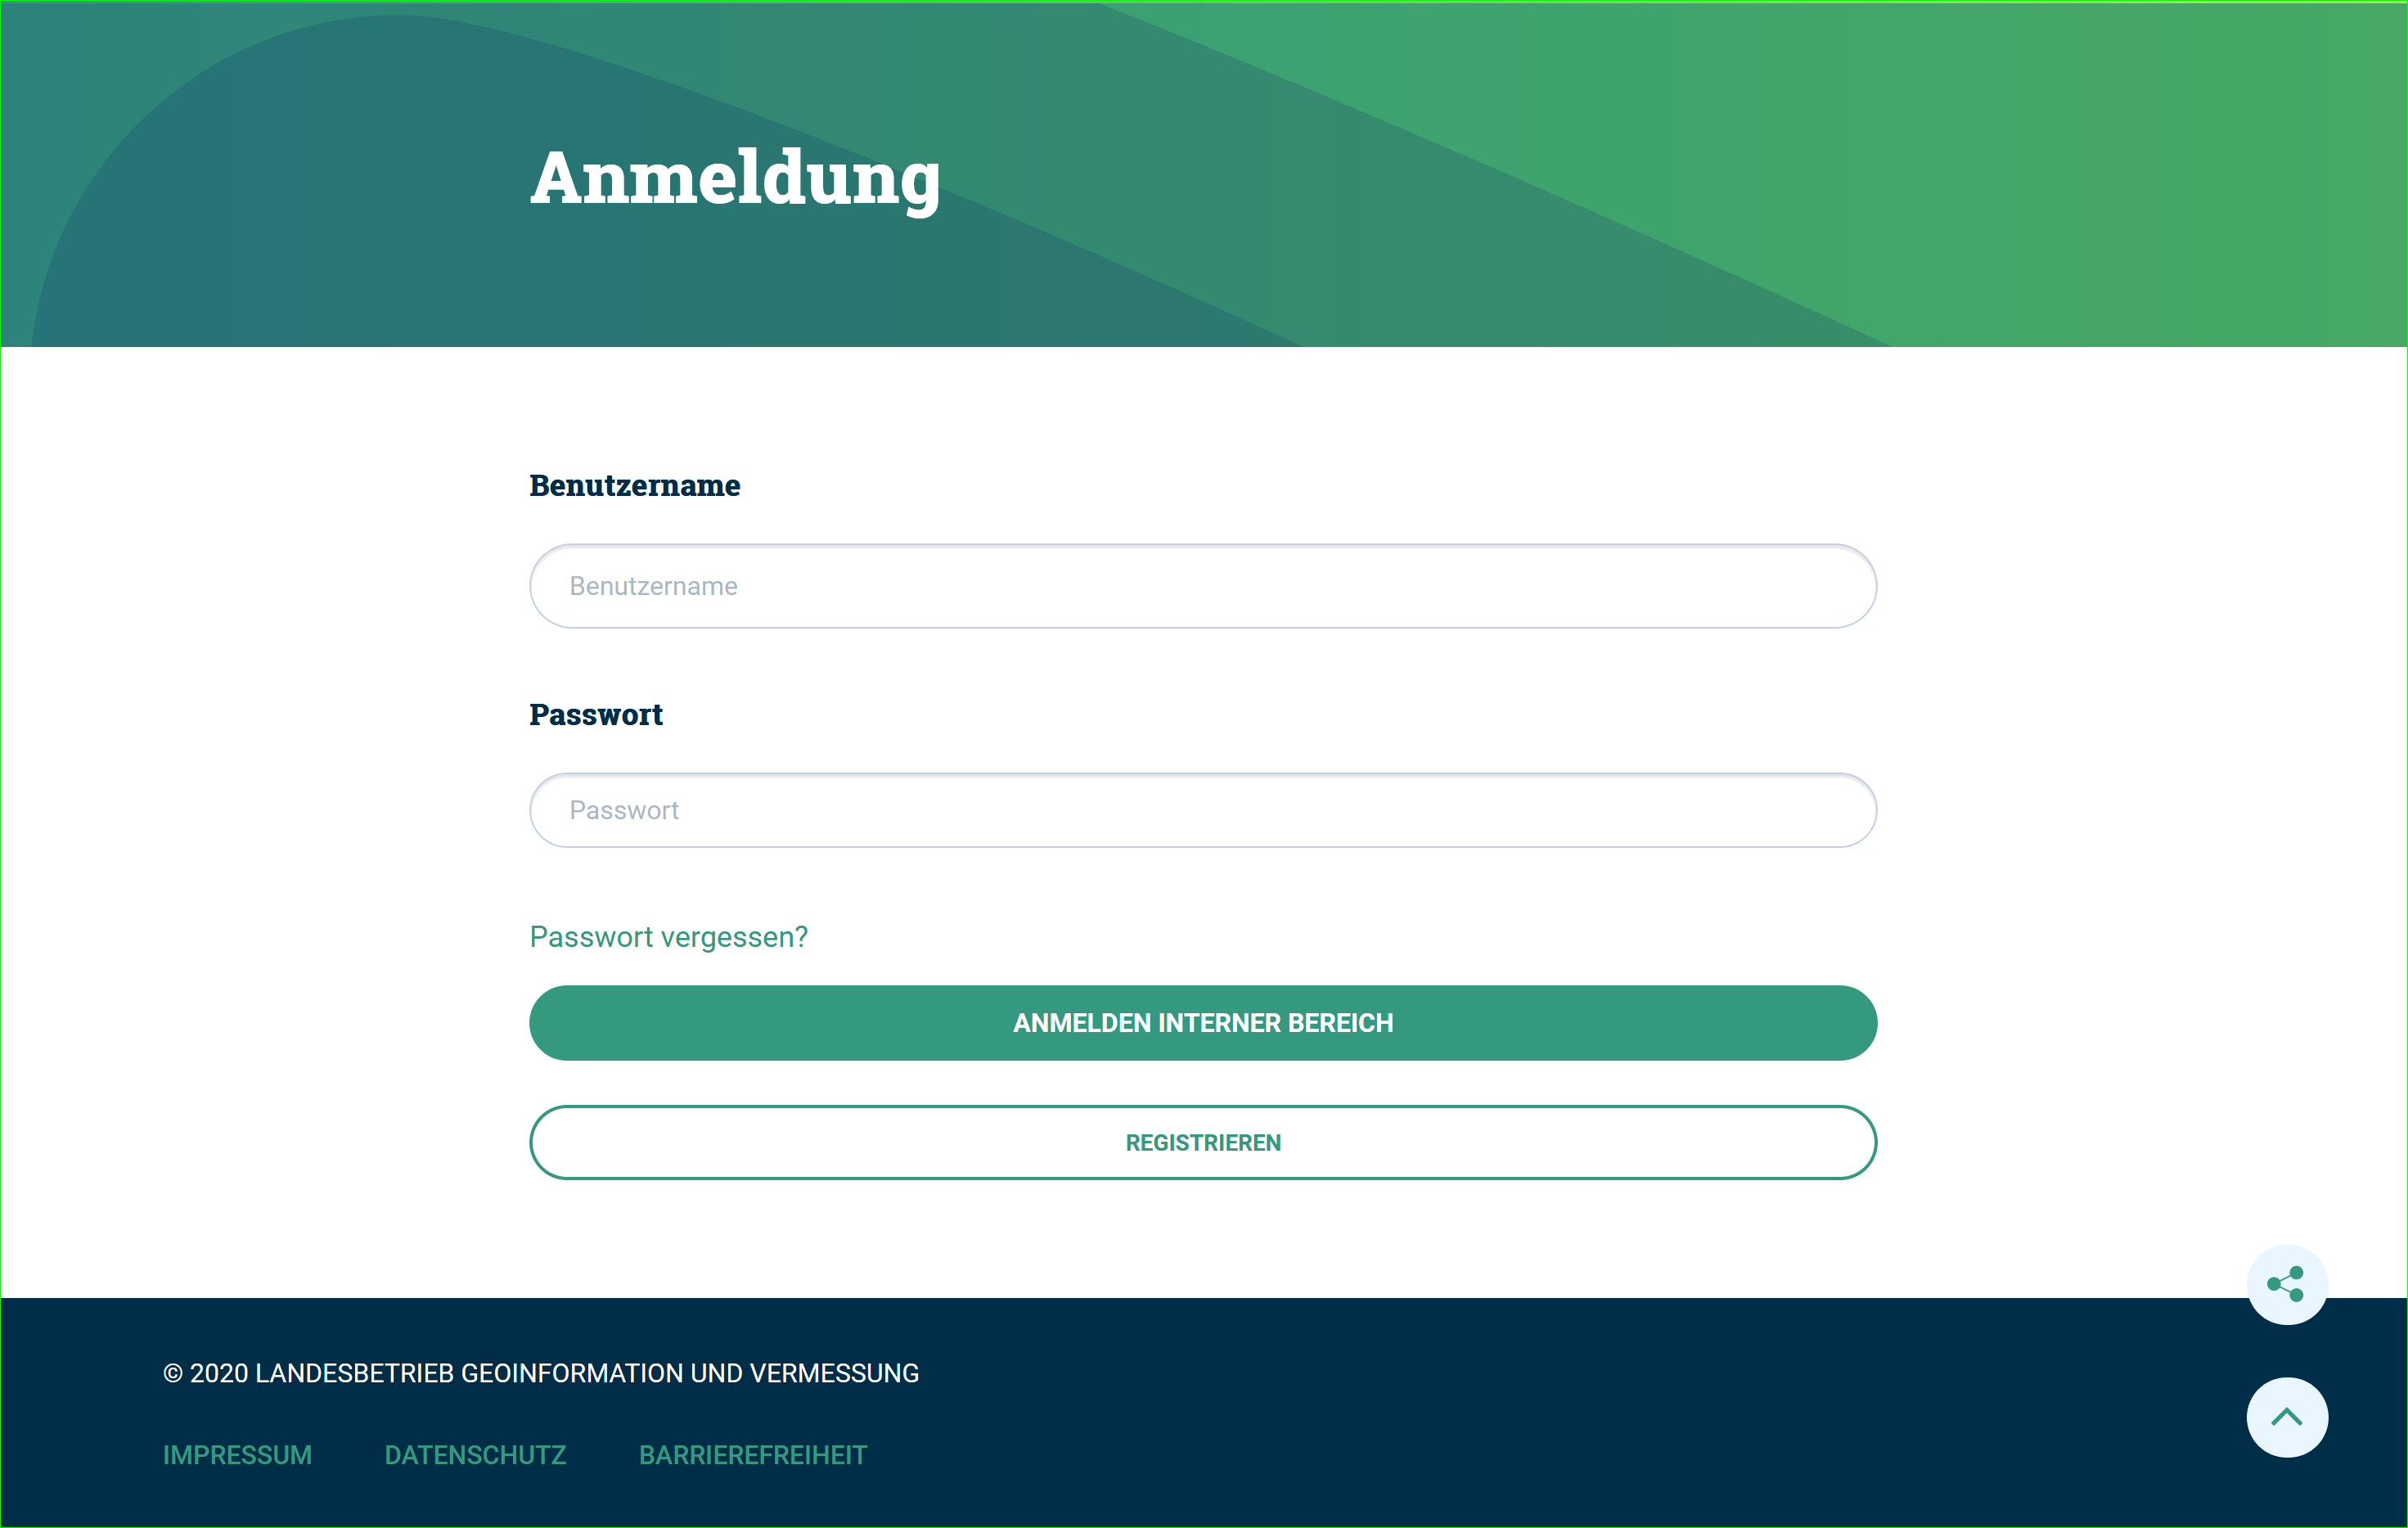 Anmeldung
Benutzername
Benutzername
Passwort
Passwort
Passwort vergessen?
ANMELDEN INTERNER BEREICH
REGISTRIEREN
© 2020 LANDESBETRIEB GEOINFORMATION UND VERMESSUNG
IMPRESSUM DATENSCHUTZ BARRIEREFREIHEIT